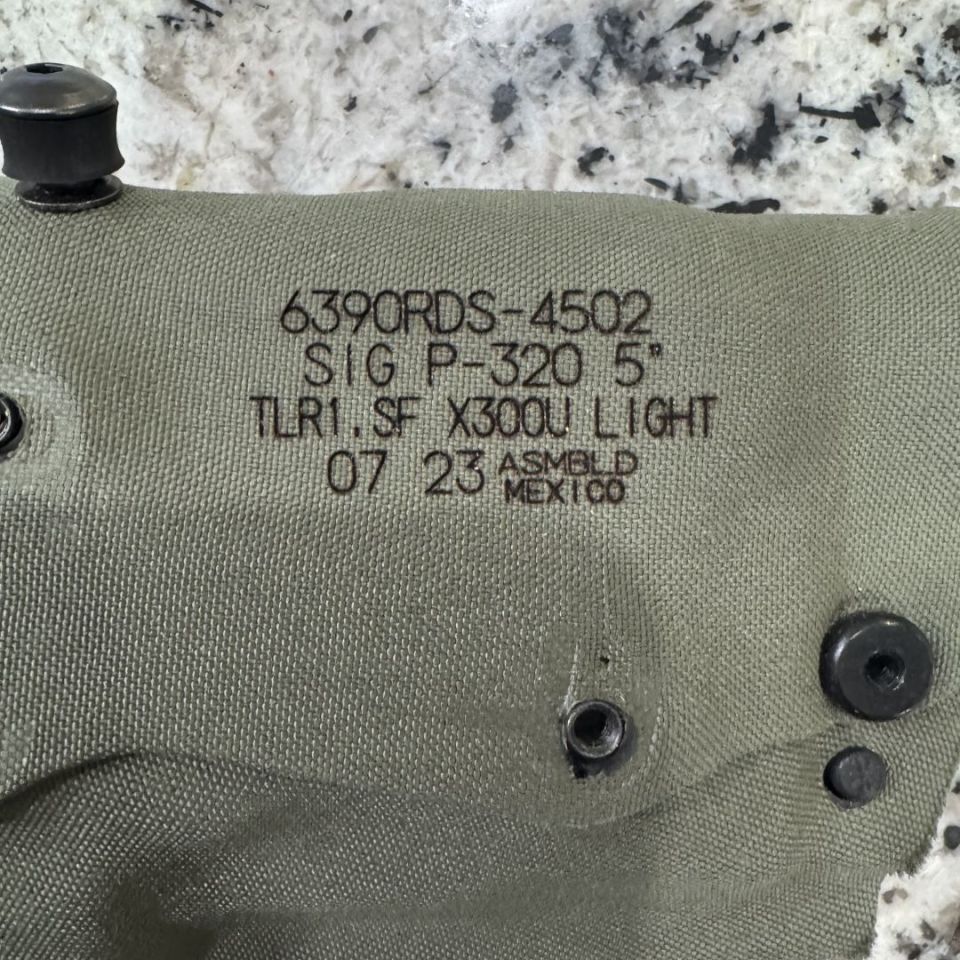 6390RDS-4502
SIG P-320 5"
TLR1.SF X300U LIGHT
07 23 ASMBLD
MEXICO